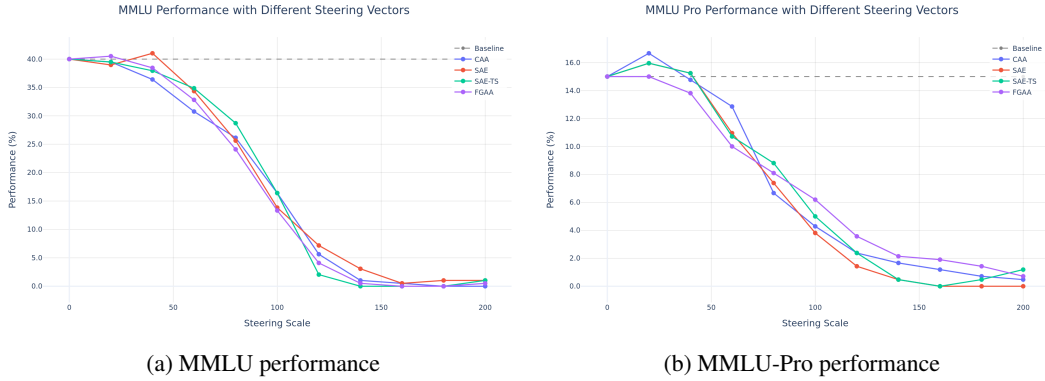 MMLU Performance with Different Steering Vectors
Baseline
CAA
SAE
SAE-TS
FGAA
40.0
35.0
30.0
25.0
20.0
15.0
10.0
5.0
0.0
Performance (%)
0
50
100
150
200
Steering Scale
(a) MMLU performance
MMLU Pro Performance with Different Steering Vectors
Baseline
CAA
SAE
SAE-TS
FGAA
16.0
14.0
12.0
10.0
8.0
6.0
4.0
2.0
0.0
Performance (%)
0
50
100
150
200
Steering Scale
(b) MMLU-Pro performance